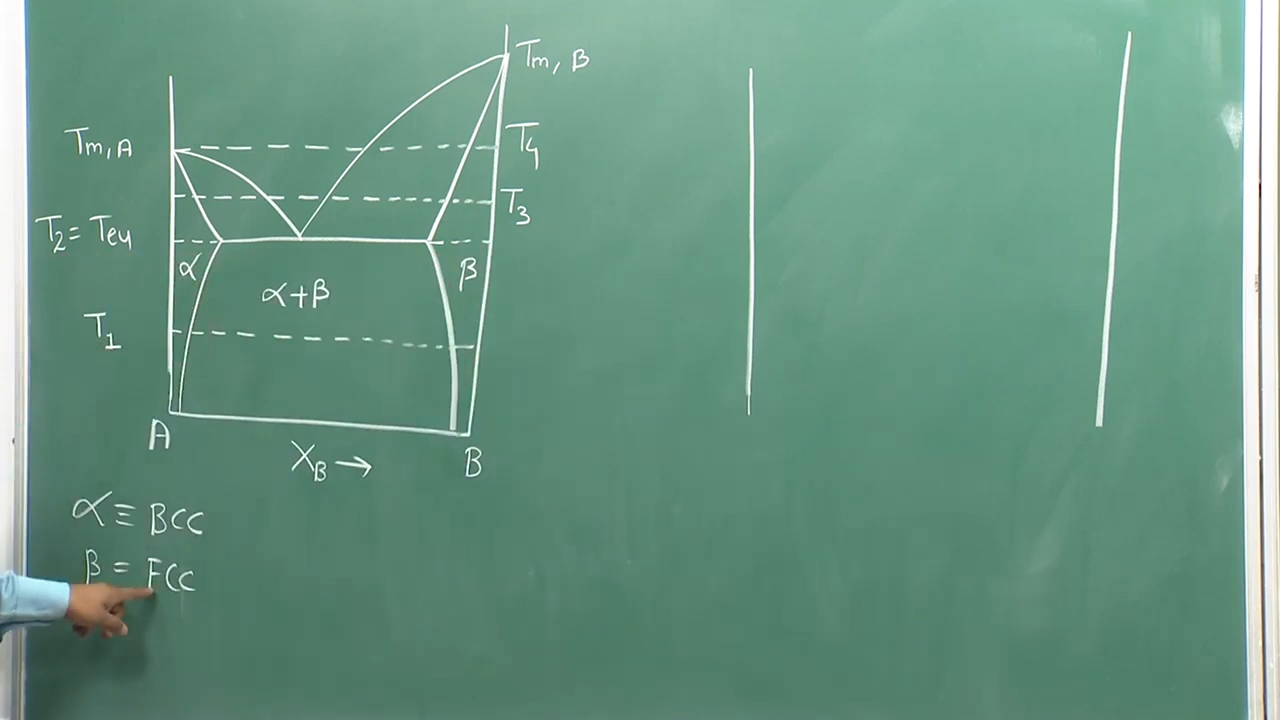 Tm, B
Tm, A
T4
T3
T2 = Teu
α
β
α+β
T1
A
XB →
B
α ≡ BCC
β = FCC